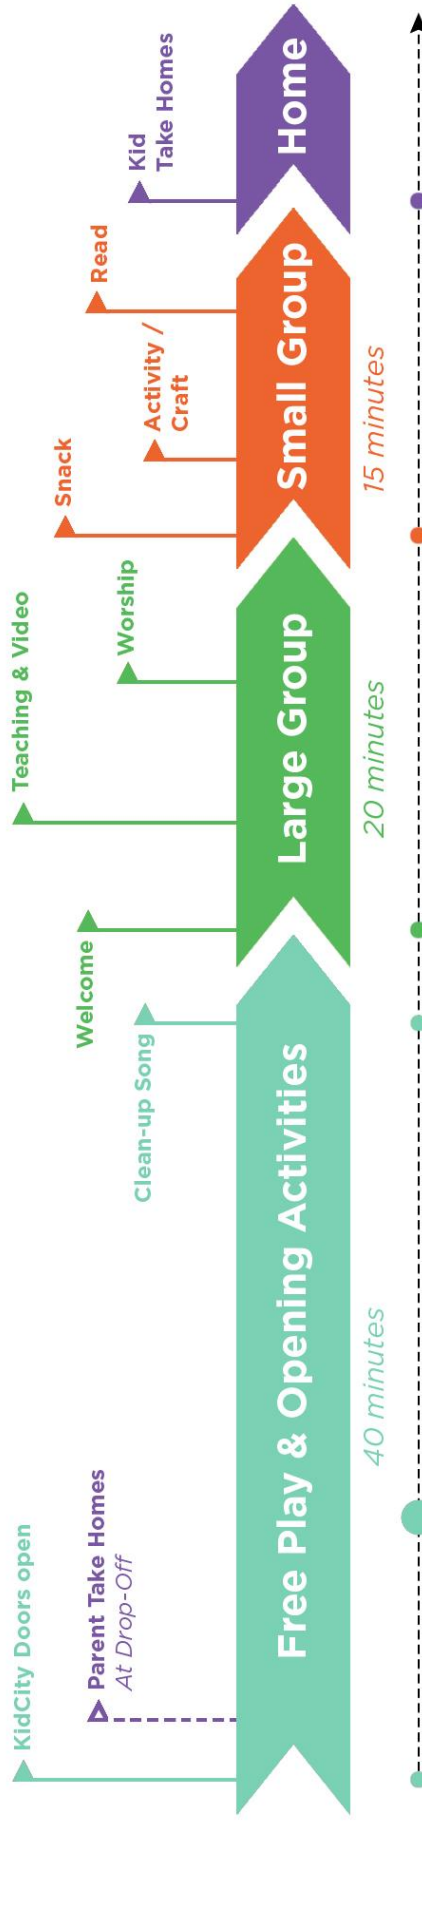 KidCity Doors open
Parent Take Homes
At Drop-Off
Clean-up Song
Free Play & Opening Activities
40 minutes
Welcome
Teaching & Video
Worship
Large Group
20 minutes
Snack
Activity /
Craft
Read
Small Group
15 minutes
Kid
Take Homes
Home